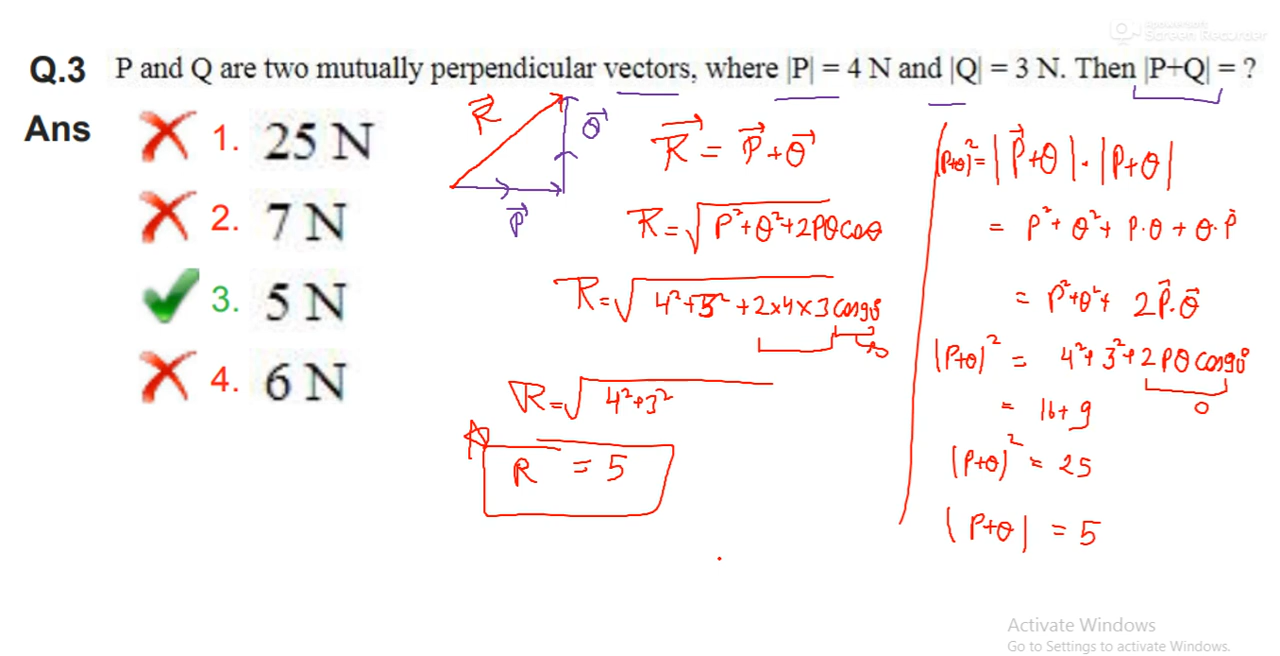 Apowersoft
Screen Recorder
Q.3 P and Q are two mutually perpendicular vectors, where |P| = 4 N and |Q| = 3 N. Then |P+Q| = ?
Ans
1. 25 N
2. 7 N
3. 5 N
4. 6 N
R⃗
Q⃗
P⃗
R⃗ = P⃗ + Q⃗
R = √P² + Q² + 2PQ cosθ
R = √4² + 3² + 2×4×3 cos90°
R = √4² + 3²
R = 5
|P+Q|² = |P⃗+Q|·|P+Q|
= P² + Q² + P·Q + Q·P
= P² + Q² + 2P⃗·Q⃗
|P+Q|² = 4² + 3² + 2PQ cos90°
0
= 16 + 9
|P+Q|² = 25
|P+Q| = 5
Activate Windows
Go to Settings to activate Windows.